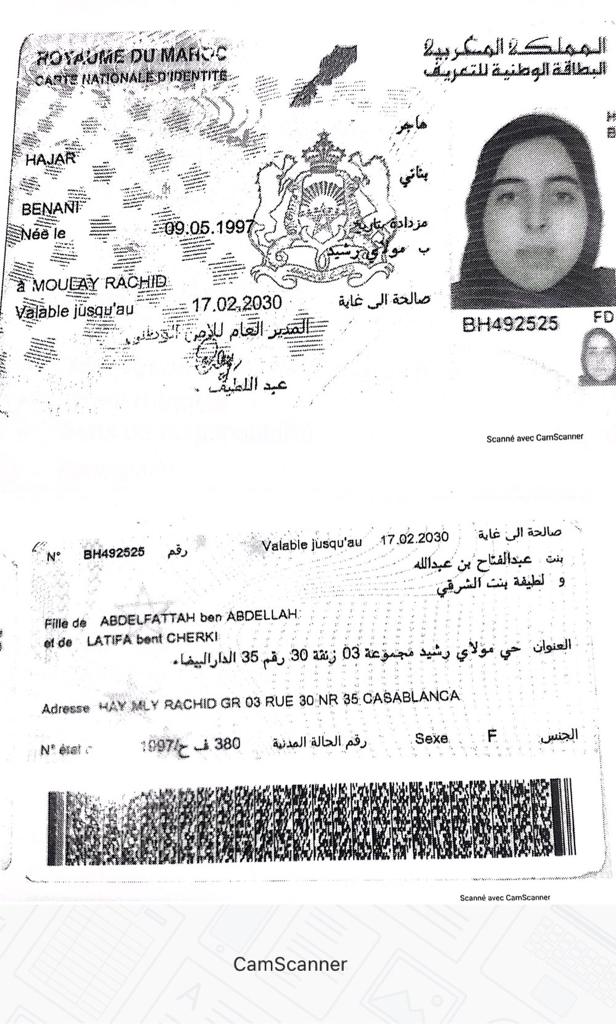 ROYAUME DU MAROC
CARTE NATIONALE D'IDENTITE
المملكة المغربية
البطاقة الوطنية للتعريف
هاجر
HAJAR
بناني
BENANI
Née le 09.05.1997 مزدادة بتاريخ
ب مولاي رشيد
à MOULAY RACHID
Valable jusqu'au 17.02.2030 صالحة الى غاية
المدير العام للأمن الوطني
عبد اللطيف
BH492525
FD
Scanné avec CamScanner
N° BH492525 رقم
Valable jusqu'au 17.02.2030 صالحة الى غاية
بنت عبدالفتاح بن عبدالله
و لطيفة بنت الشرقي
Fille de ABDELFATTAH ben ABDELLAH
et de LATIFA bent CHERKI
العنوان حي مولاي رشيد مجموعة 03 زنقة 30 رقم 35 الدارالبيضاء
Adresse HAY MLY RACHID GR 03 RUE 30 NR 35 CASABLANCA
N° état 380 ف ح/1997 رقم الحالة المدنية
Sexe F الجنس
Scanné avec CamScanner
CamScanner